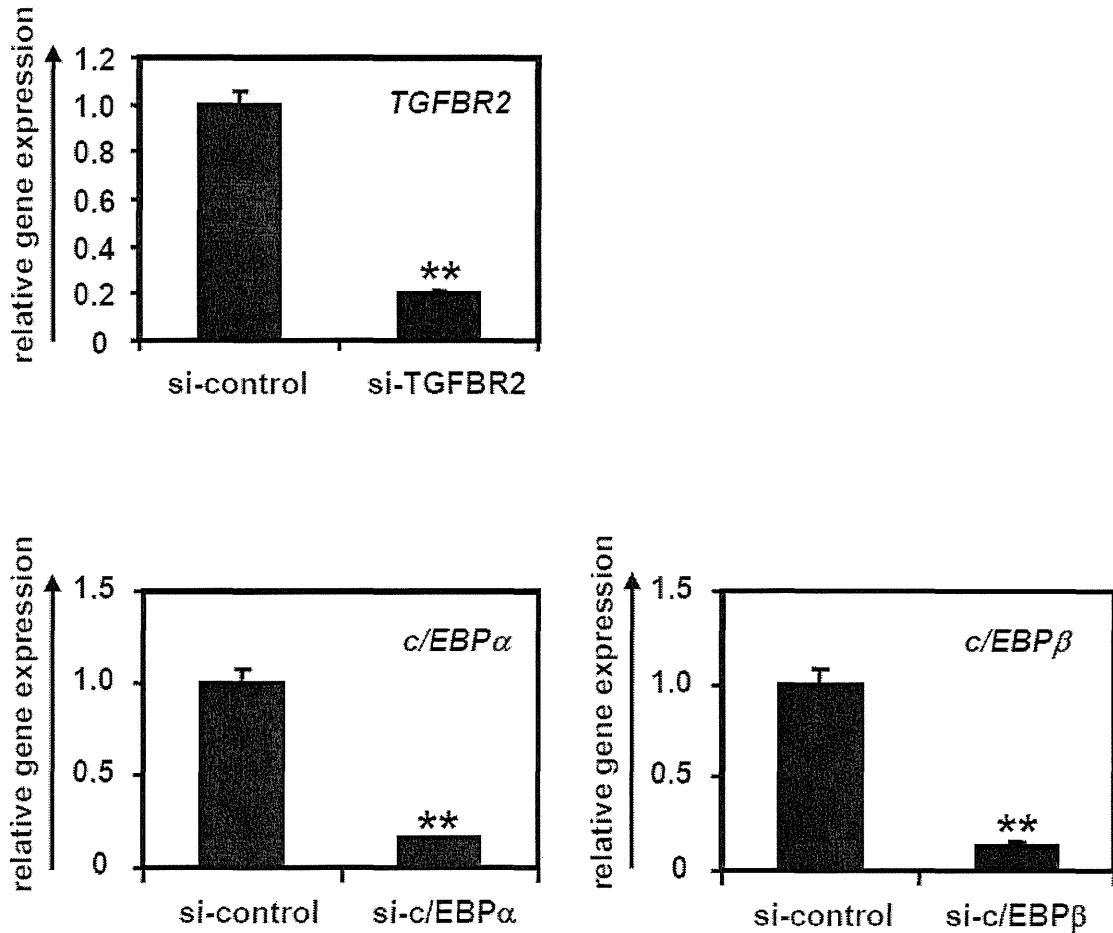 relative gene expression
1.2
TGFBR2
1.0
0.8
0.6
0.4
**
0.2
0
si-control si-TGFBR2
relative gene expression
1.5
c/EBPα
1.0
0.5
**
0
si-control si-c/EBPα
relative gene expression
1.5
c/EBPβ
1.0
0.5
**
0
si-control si-c/EBPβ